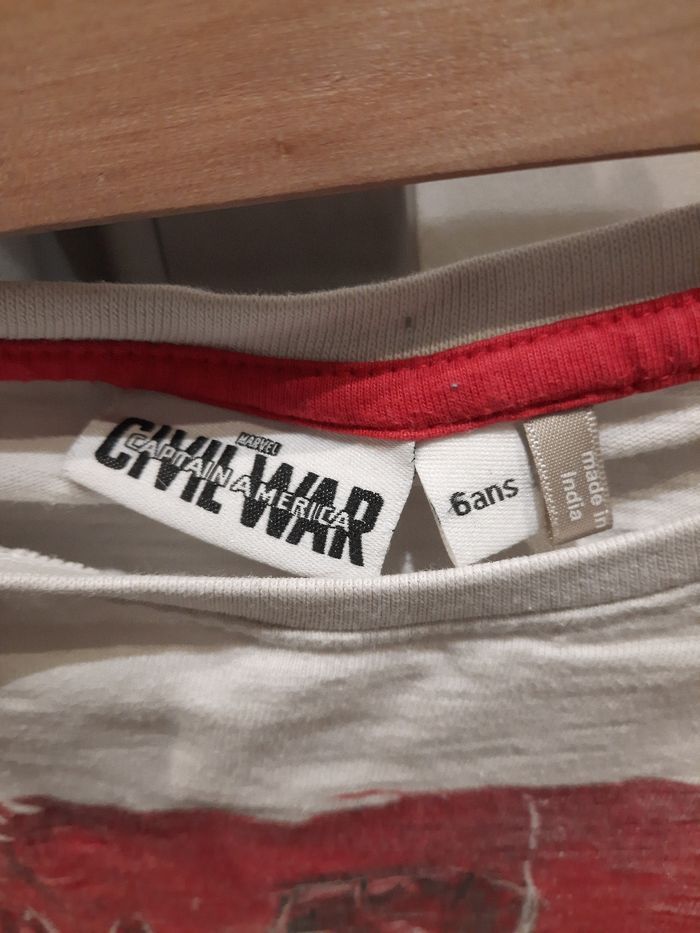 MARVEL
CIVIL WAR
CAPTAIN AMERICA
6ans
made in
India